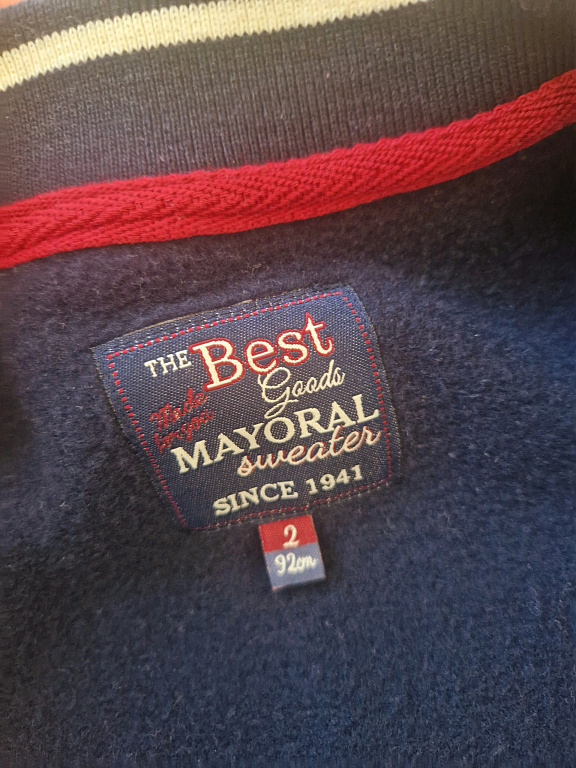 THE Best
Goods
Made
for you
MAYORAL
sweater
SINCE 1941
2
92cm